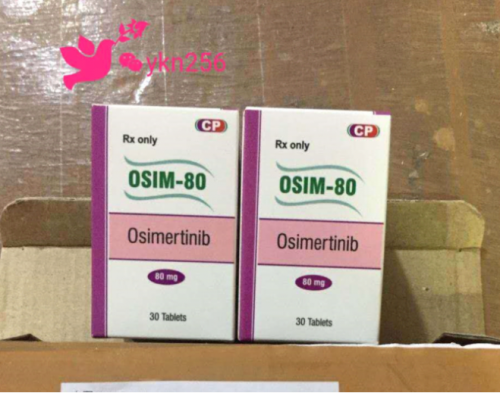 ykn256
CP
Rx only
OSIM-80
Osimertinib
80 mg
30 Tablets
CP
Rx only
OSIM-80
Osimertinib
80 mg
30 Tablets